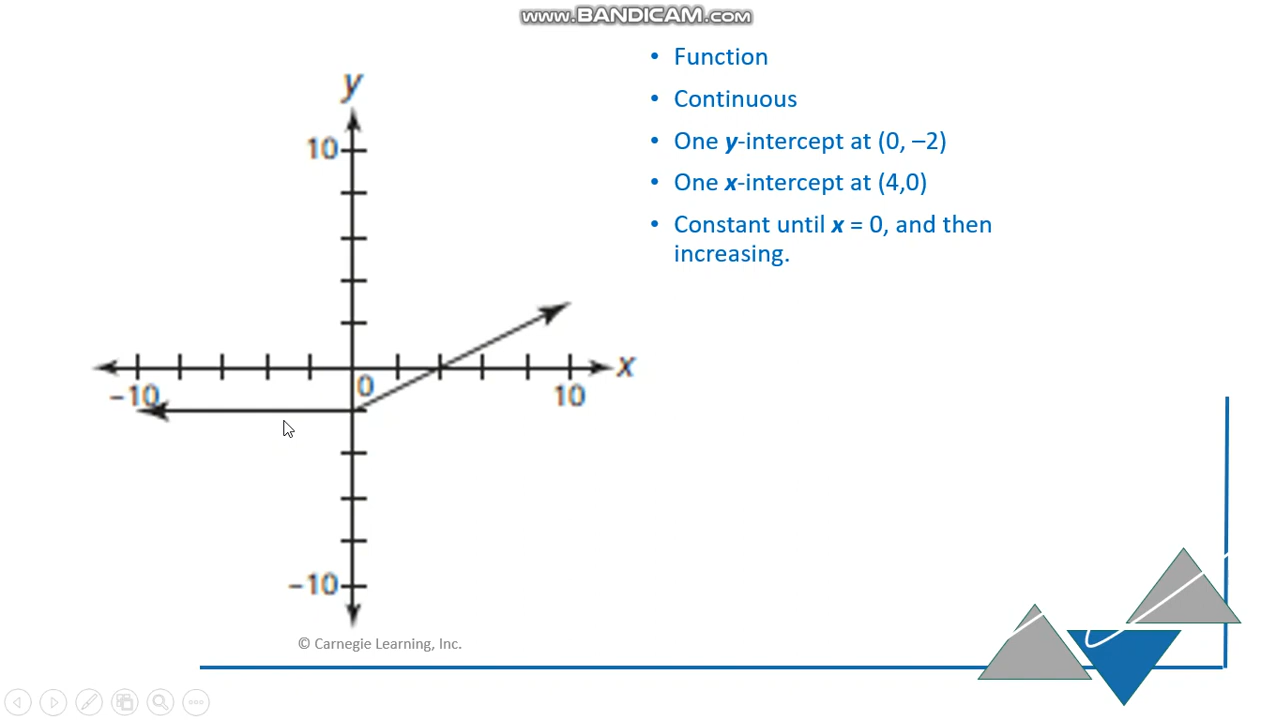 www.BANDICAM.com
• Function
• Continuous
• One y-intercept at (0, –2)
• One x-intercept at (4,0)
• Constant until x = 0, and then
increasing.
y
10
x
0
–10
10
–10
© Carnegie Learning, Inc.